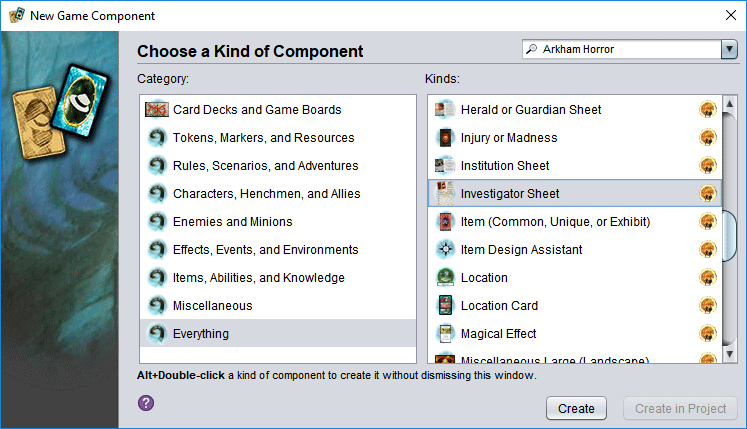 New Game Component
Choose a Kind of Component
Arkham Horror
Category:
Kinds:
Card Decks and Game Boards
Tokens, Markers, and Resources
Rules, Scenarios, and Adventures
Characters, Henchmen, and Allies
Enemies and Minions
Effects, Events, and Environments
Items, Abilities, and Knowledge
Miscellaneous
Everything
Herald or Guardian Sheet
Injury or Madness
Institution Sheet
Investigator Sheet
Item (Common, Unique, or Exhibit)
Item Design Assistant
Location
Location Card
Magical Effect
Miscellaneous Large (Landscape)
Alt+Double-click a kind of component to create it without dismissing this window.
?
Create
Create in Project